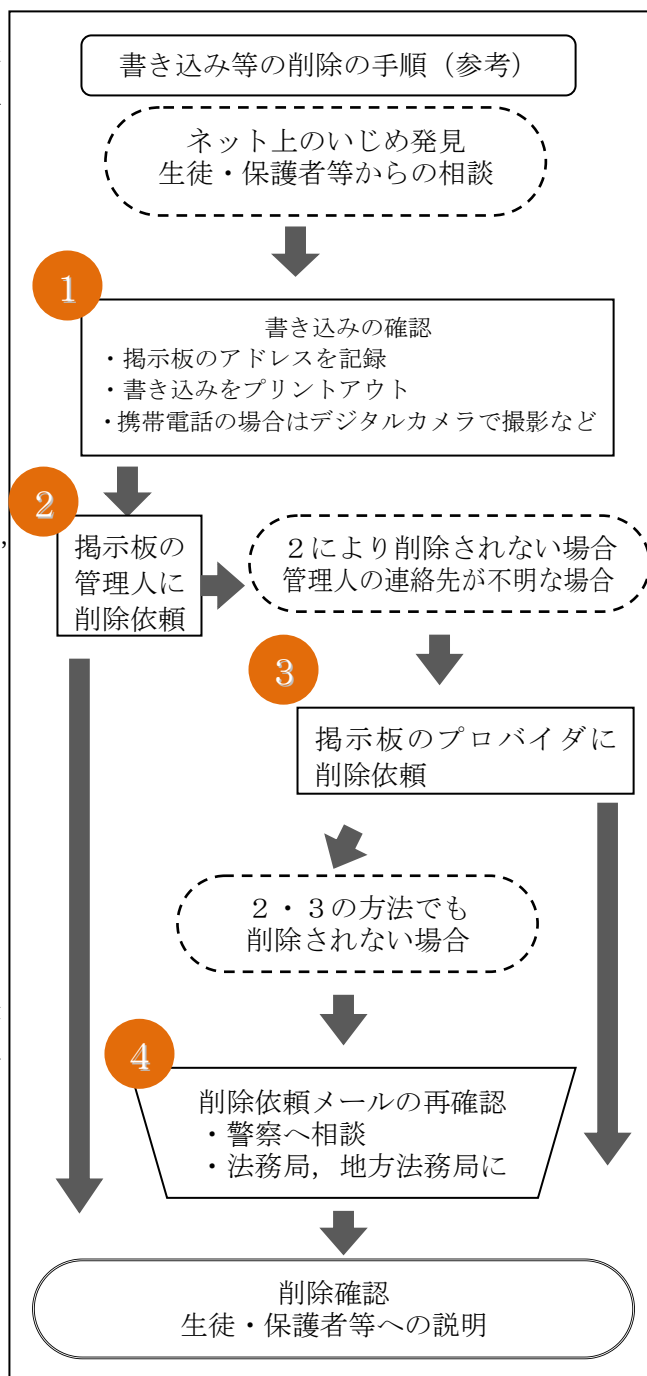 書き込み等の削除の手順（参考）
ネット上のいじめ発見
生徒・保護者等からの相談
1
書き込みの確認
・掲示板のアドレスを記録
・書き込みをプリントアウト
・携帯電話の場合はデジタルカメラで撮影など
2
掲示板の
管理人に
削除依頼
２により削除されない場合
管理人の連絡先が不明な場合
3
掲示板のプロバイダに
削除依頼
２・３の方法でも
削除されない場合
4
削除依頼メールの再確認
・警察へ相談
・法務局，地方法務局に
削除確認
生徒・保護者等への説明